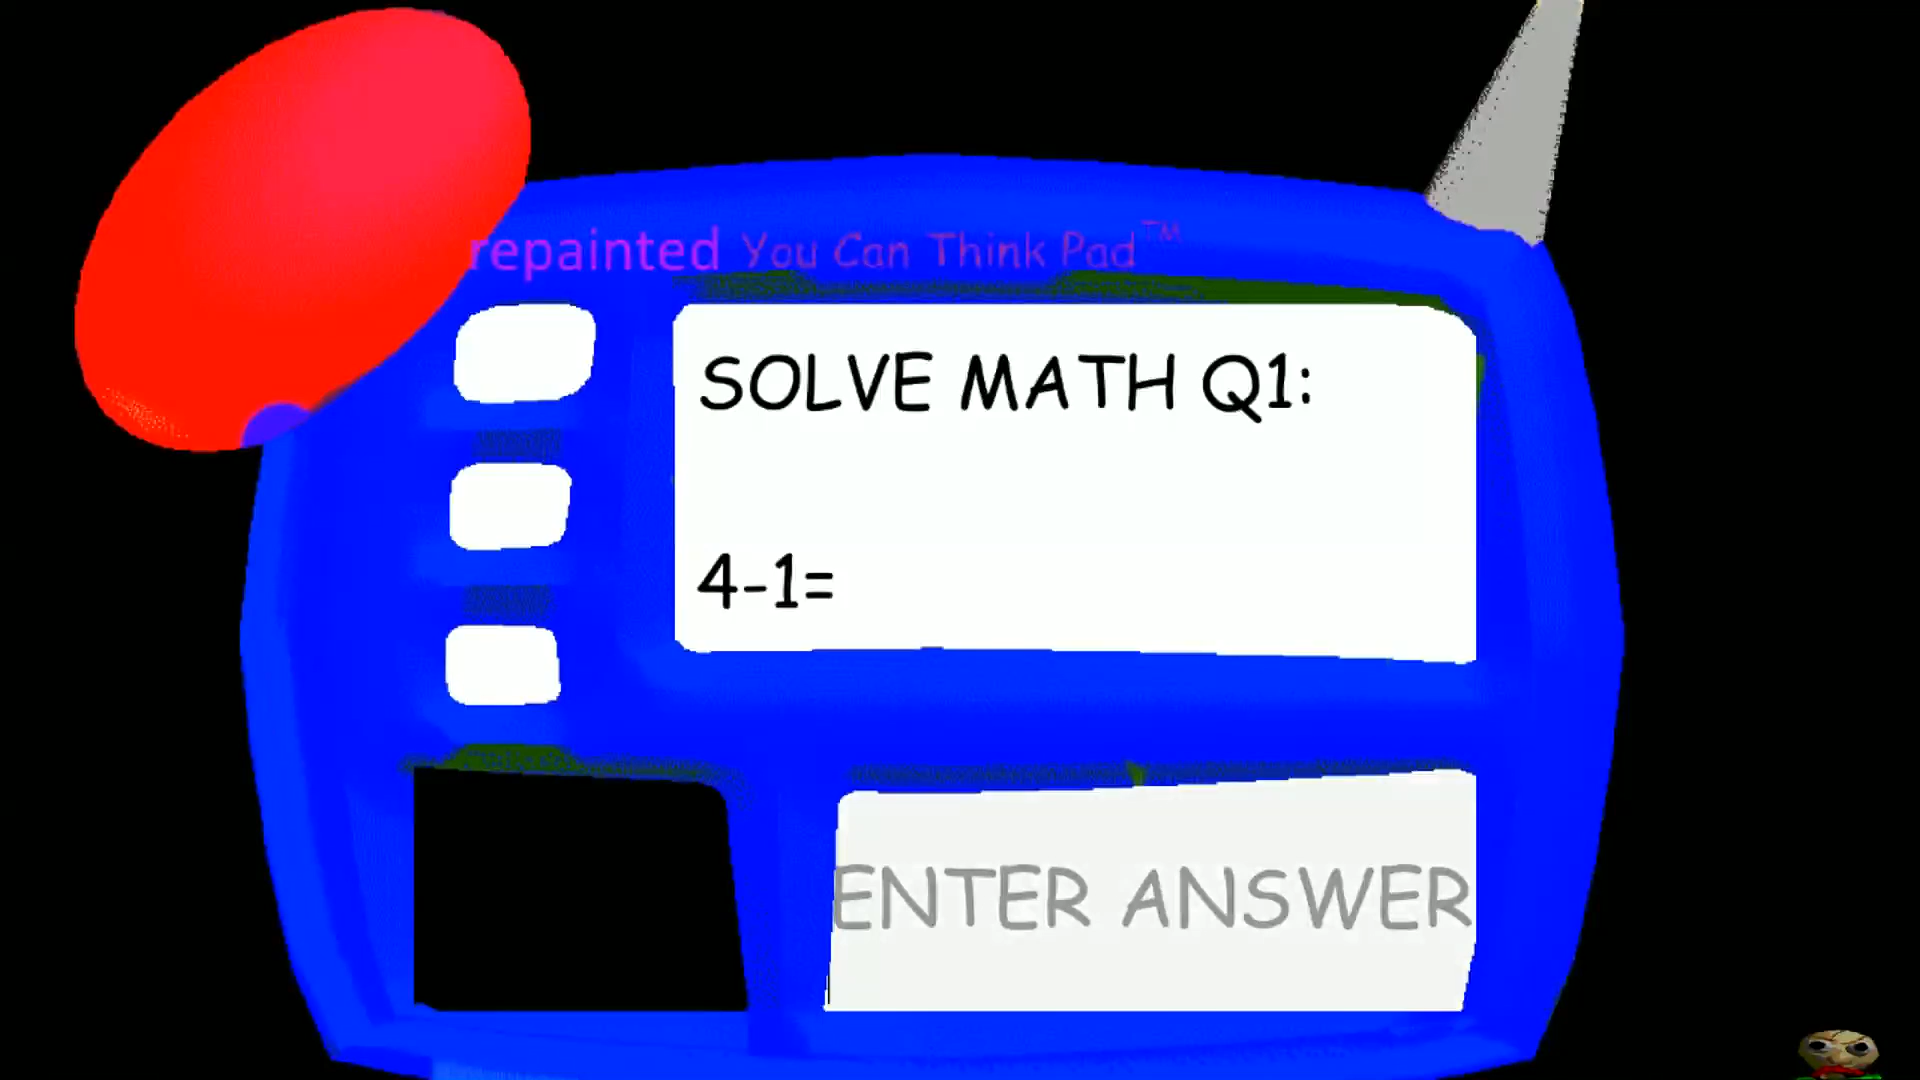 repainted You Can Think Pad™
SOLVE MATH Q1:
4-1=
ENTER ANSWER